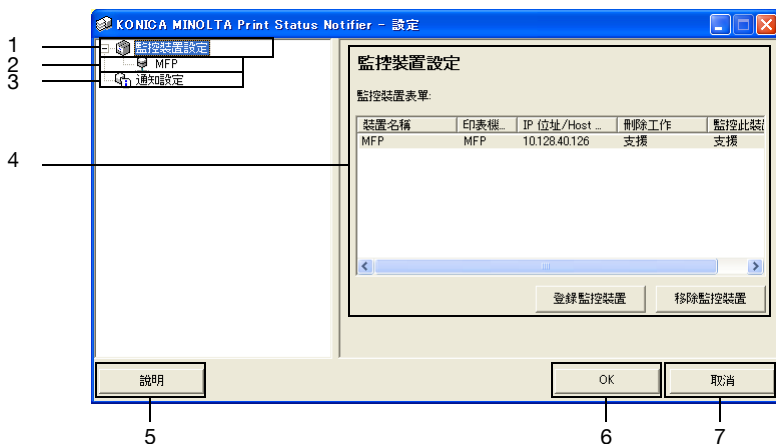 KONICA MINOLTA Print Status Notifier - 設定
1
監控裝置設定
2
MFP
3
通知設定
監控裝置設定
監控裝置表單:
裝置名稱 印表機... IP 位址/Host ... 刪除工作 監控此裝
MFP MFP 10.128.40.126 支援 支援
4
登錄監控裝置 移除監控裝置
說明 OK 取消
5 6 7